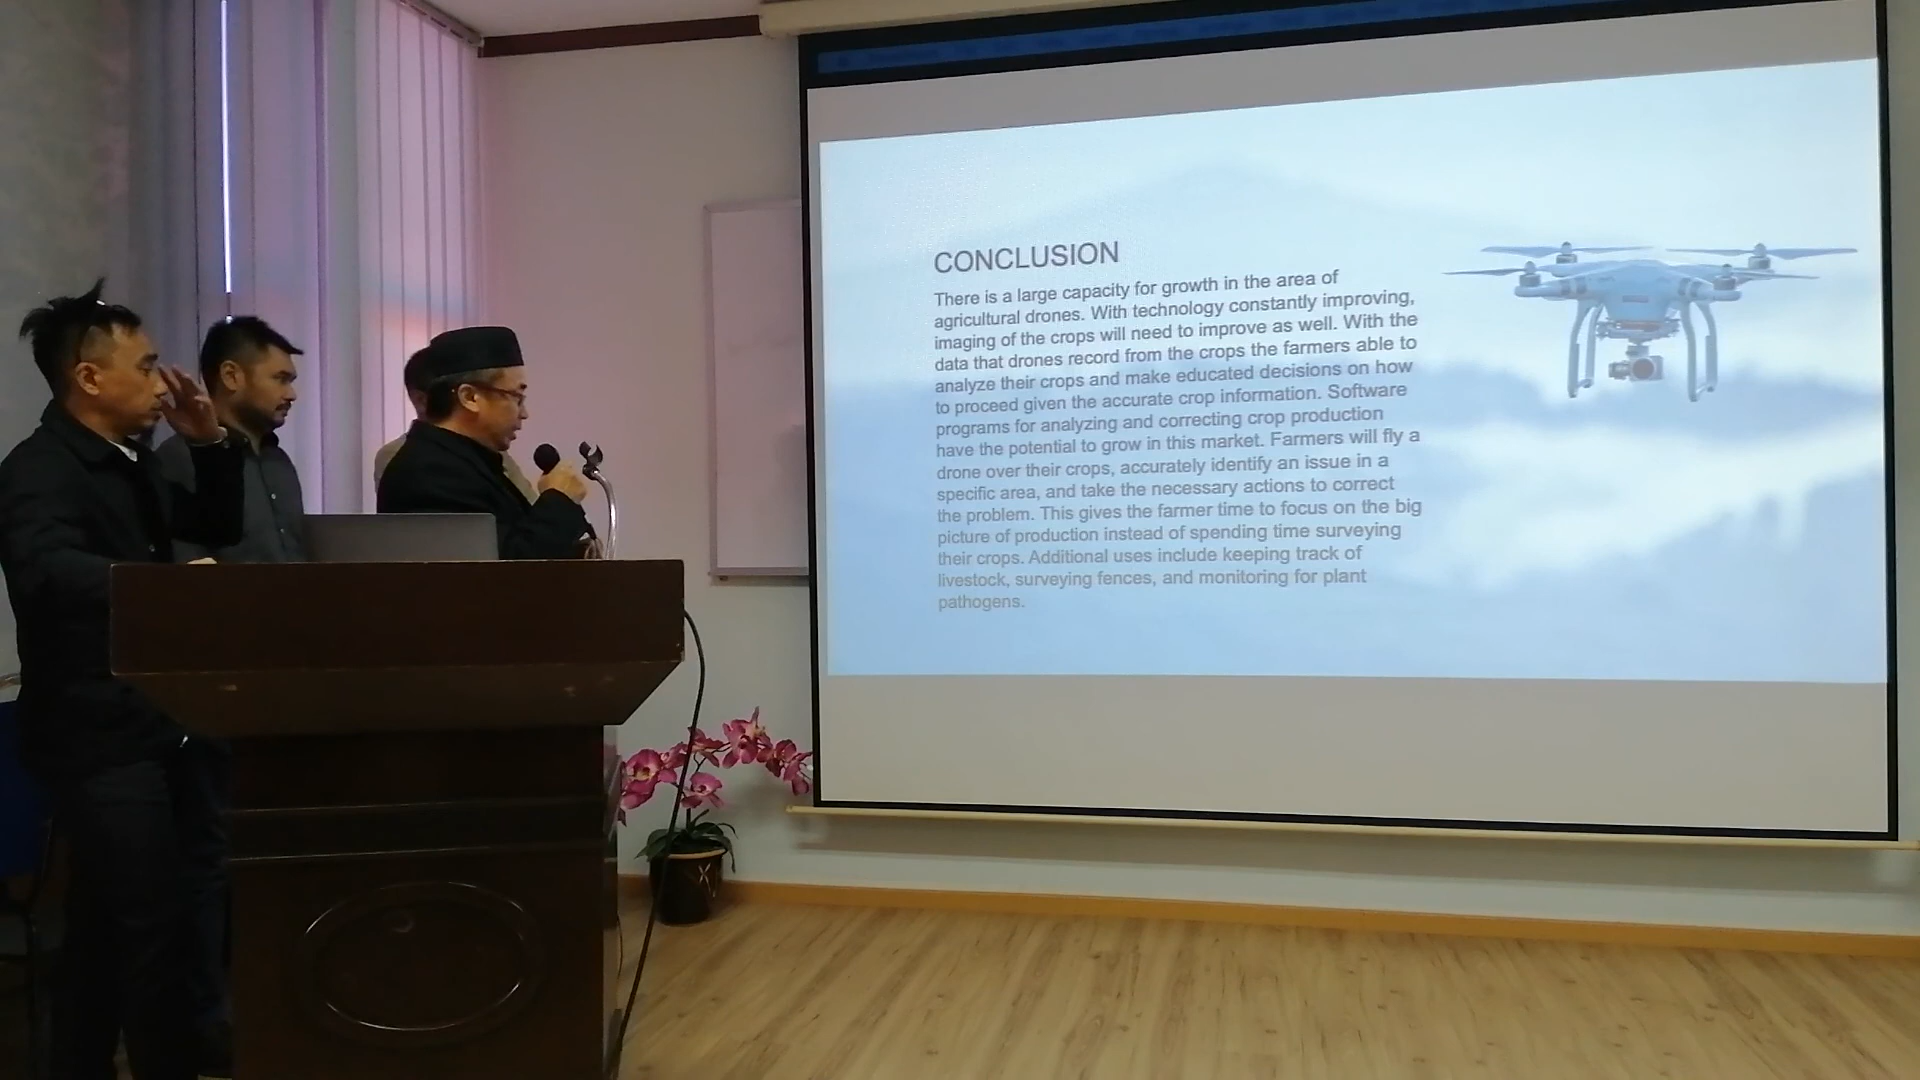 CONCLUSION
There is a large capacity for growth in the area of
agricultural drones. With technology constantly improving,
imaging of the crops will need to improve as well. With the
data that drones record from the crops the farmers able to
analyze their crops and make educated decisions on how
to proceed given the accurate crop information. Software
programs for analyzing and correcting crop production
have the potential to grow in this market. Farmers will fly a
drone over their crops, accurately identify an issue in a
specific area, and take the necessary actions to correct
the problem. This gives the farmer time to focus on the big
picture of production instead of spending time surveying
their crops. Additional uses include keeping track of
livestock, surveying fences, and monitoring for plant
pathogens.